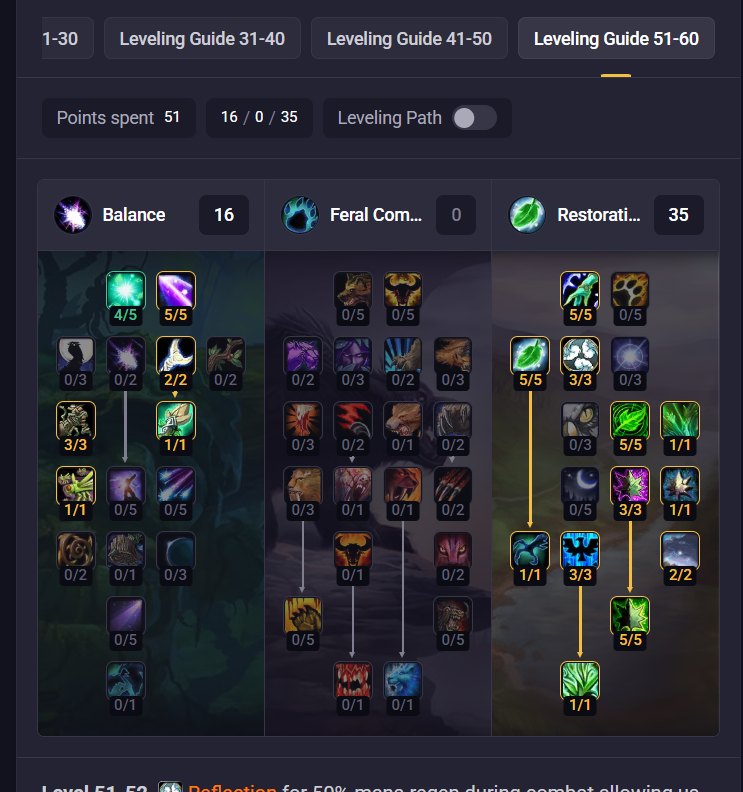 1-30 Leveling Guide 31-40 Leveling Guide 41-50 Leveling Guide 51-60
Points spent 51 16 / 0 / 35 Leveling Path
Balance 16 Feral Com... 0 Restorati... 35
4/5 5/5 0/5 0/5 5/5 0/5
0/3 0/2 2/2 0/2 0/2 0/3 0/2 0/3 5/5 3/3 0/3
3/3 1/1 0/3 0/2 0/1 0/2 0/3 5/5 1/1
1/1 0/5 0/5 0/3 0/1 0/1 0/2 0/5 3/3 1/1
0/2 0/1 0/3 0/1 0/2 1/1 3/3 2/2
0/5 0/5 0/5 5/5
0/1 0/1 0/1 1/1
Level 51-52 Reflection for 50% mana regen during combat allowing us